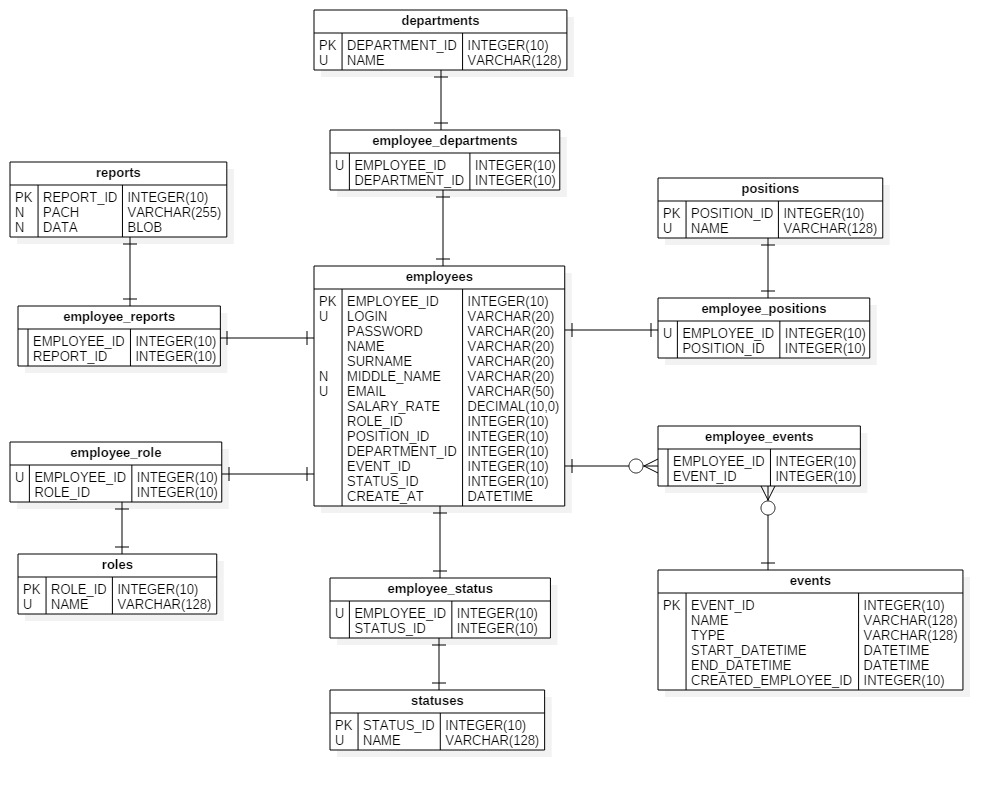 departments
PK DEPARTMENT_ID INTEGER(10)
U NAME VARCHAR(128)
employee_departments
U EMPLOYEE_ID INTEGER(10)
DEPARTMENT_ID INTEGER(10)
reports
PK REPORT_ID INTEGER(10)
N PACH VARCHAR(255)
N DATA BLOB
positions
PK POSITION_ID INTEGER(10)
U NAME VARCHAR(128)
employees
PK EMPLOYEE_ID INTEGER(10)
U LOGIN VARCHAR(20)
PASSWORD VARCHAR(20)
NAME VARCHAR(20)
SURNAME VARCHAR(20)
N MIDDLE_NAME VARCHAR(20)
U EMAIL VARCHAR(50)
SALARY_RATE DECIMAL(10,0)
ROLE_ID INTEGER(10)
POSITION_ID INTEGER(10)
DEPARTMENT_ID INTEGER(10)
EVENT_ID INTEGER(10)
STATUS_ID INTEGER(10)
CREATE_AT DATETIME
employee_reports
EMPLOYEE_ID INTEGER(10)
REPORT_ID INTEGER(10)
employee_positions
U EMPLOYEE_ID INTEGER(10)
POSITION_ID INTEGER(10)
employee_role
U EMPLOYEE_ID INTEGER(10)
ROLE_ID INTEGER(10)
employee_events
EMPLOYEE_ID INTEGER(10)
EVENT_ID INTEGER(10)
roles
PK ROLE_ID INTEGER(10)
U NAME VARCHAR(128)
employee_status
U EMPLOYEE_ID INTEGER(10)
STATUS_ID INTEGER(10)
events
PK EVENT_ID INTEGER(10)
NAME VARCHAR(128)
TYPE VARCHAR(128)
START_DATETIME DATETIME
END_DATETIME DATETIME
CREATED_EMPLOYEE_ID INTEGER(10)
statuses
PK STATUS_ID INTEGER(10)
U NAME VARCHAR(128)